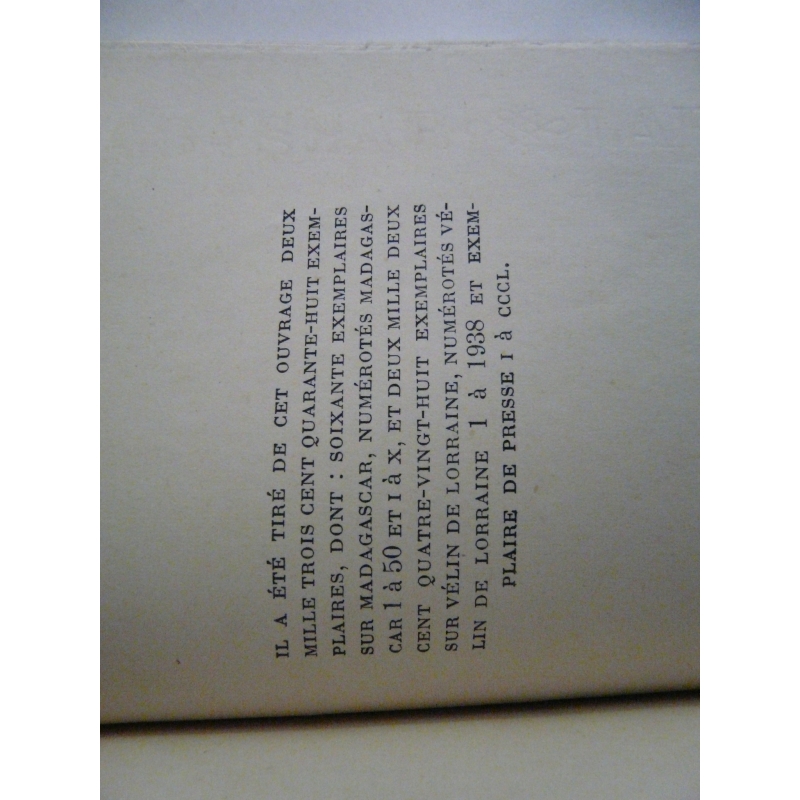 IL A ÉTÉ TIRÉ DE CET OUVRAGE DEUX
MILLE TROIS CENT QUARANTE-HUIT EXEM-
PLAIRES, DONT : SOIXANTE EXEMPLAIRES
SUR MADAGASCAR, NUMÉROTÉS MADAGAS-
CAR 1 à 50 ET I à X, ET DEUX MILLE DEUX
CENT QUATRE-VINGT-HUIT EXEMPLAIRES
SUR VÉLIN DE LORRAINE, NUMÉROTÉS VÉ-
LIN DE LORRAINE 1 à 1938 ET EXEM-
PLAIRE DE PRESSE I à CCCL.